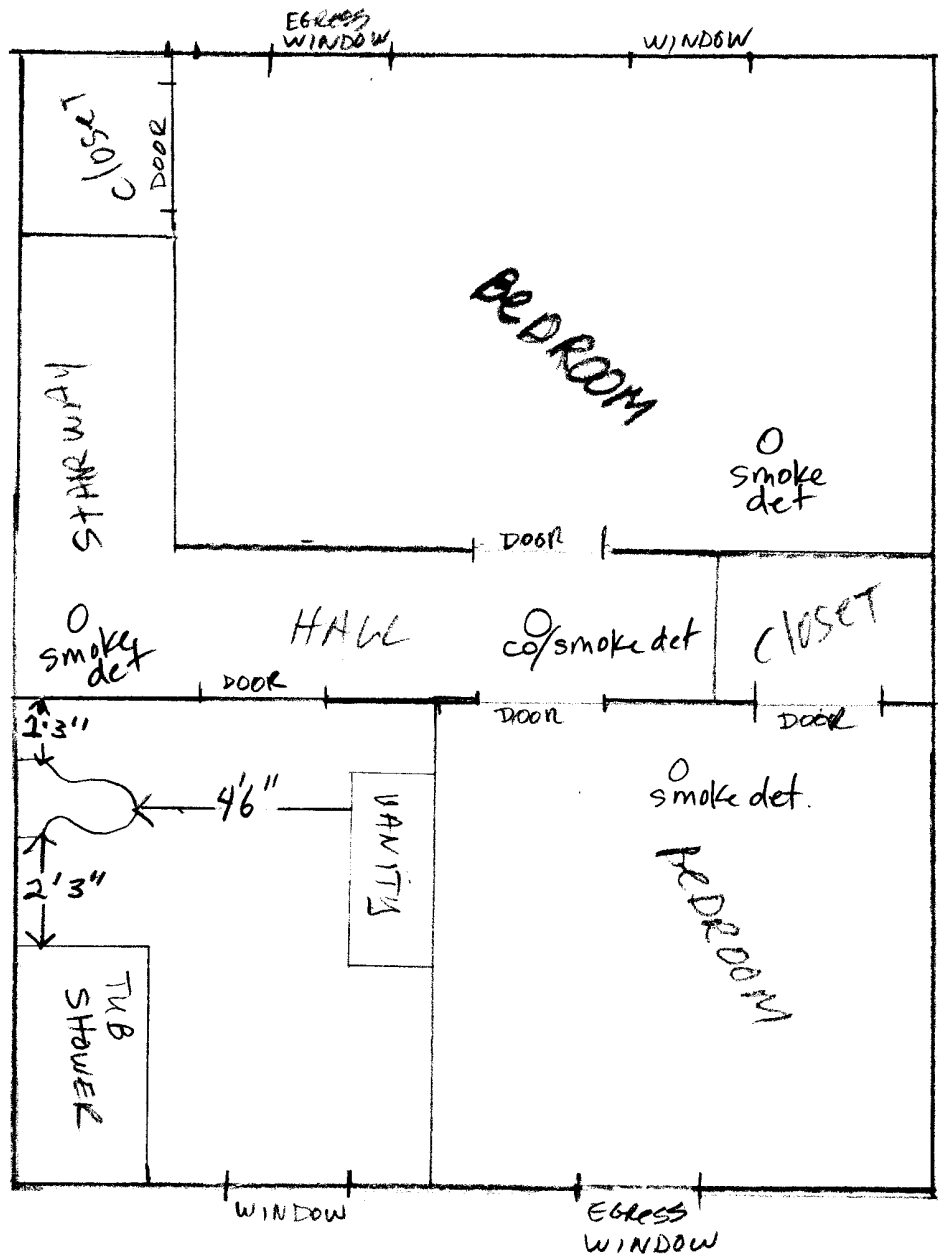 EGRESS
WINDOW
WINDOW
closeT
DOOR
BeDROOM
STAIRWAY
smoke
det
DOOR
HALL
co/smoke det
CLOSET
smoke
det
DOOR
DOOR
DOOR
2'3"
4'6"
VANITY
smoke det.
2'3"
BeDROOM
TUB
SHOWER
WINDOW
EGRESS
WINDOW